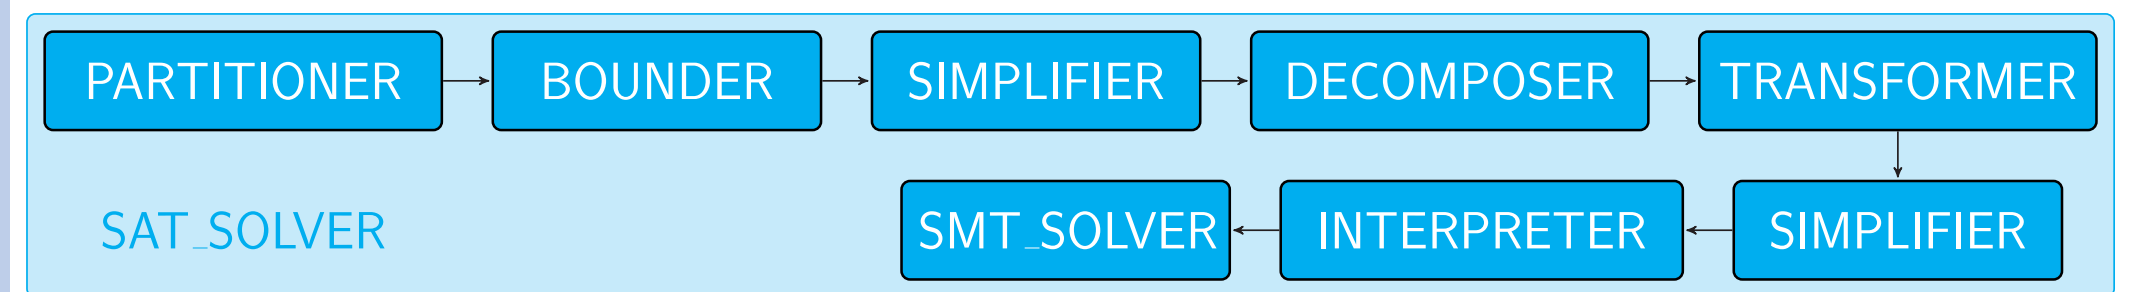 PARTITIONER BOUNDER SIMPLIFIER DECOMPOSER TRANSFORMER
SAT_SOLVER SMT_SOLVER INTERPRETER SIMPLIFIER